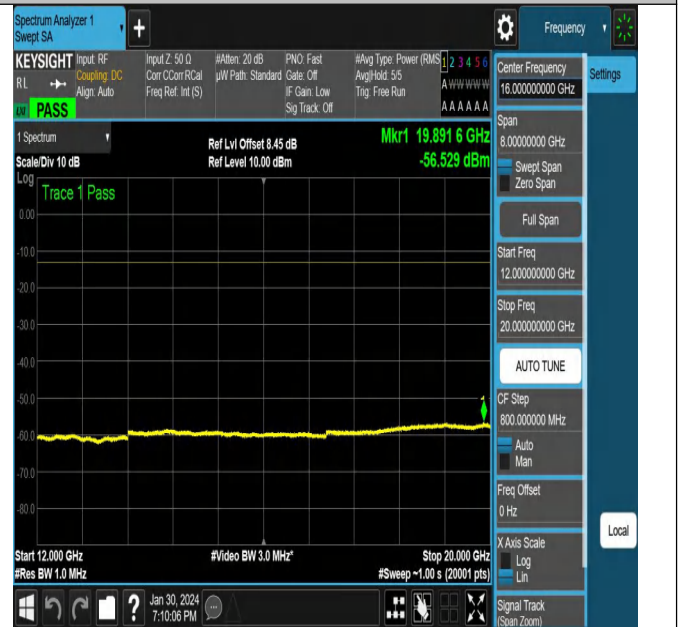 Spectrum Analyzer 1
Swept SA
+
Frequency
KEYSIGHT
RL
Input: RF
Coupling: DC
Align: Auto
Input Z: 50 Ω
Corr CCorr RCal
Freq Ref: Int (S)
#Atten: 20 dB
µW Path: Standard
PNO: Fast
Gate: Off
IF Gain: Low
Sig Track: Off
#Avg Type: Power (RMS
Avg|Hold: 5/5
Trig: Free Run
1 2 3 4 5 6
A W W W W W
A A A A A A
LXI PASS
1 Spectrum
Scale/Div 10 dB
Log
Ref Lvl Offset 8.45 dB
Ref Level 10.00 dBm
Mkr1 19.891 6 GHz
-56.529 dBm
Trace 1 Pass
0.00
-10.0
-20.0
-30.0
-40.0
-50.0
-60.0
-70.0
-80.0
1
Start 12.000 GHz
#Res BW 1.0 MHz
#Video BW 3.0 MHz*
Stop 20.000 GHz
#Sweep ~1.00 s (20001 pts)
Center Frequency
16.000000000 GHz
Settings
Span
8.00000000 GHz
Swept Span
Zero Span
Full Span
Start Freq
12.000000000 GHz
Stop Freq
20.000000000 GHz
AUTO TUNE
CF Step
800.000000 MHz
Auto
Man
Freq Offset
0 Hz
X Axis Scale
Log
Lin
Local
Signal Track
(Span Zoom)
?
Jan 30, 2024
7:10:06 PM